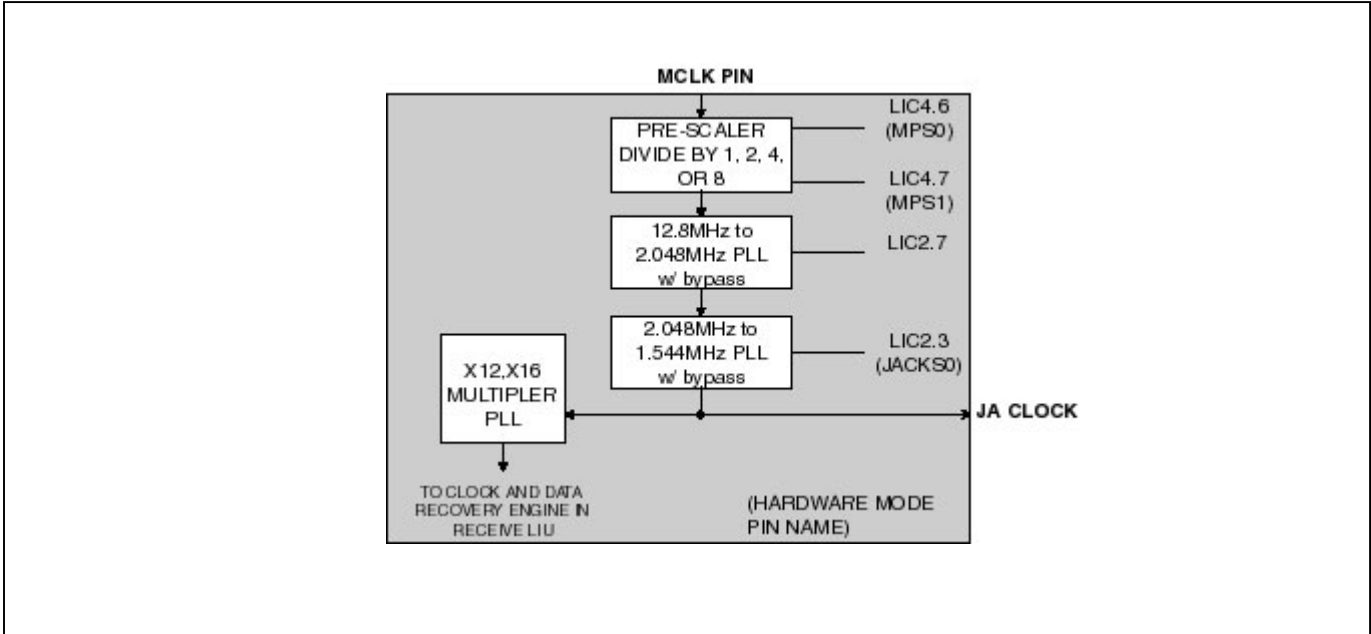 MCLK PIN
PRE-SCALER
DIVIDE BY 1, 2, 4,
OR 8
LIC4.6
(MPS0)
LIC4.7
(MPS1)
12.8MHz to
2.048MHz PLL
w/ bypass
LIC2.7
2.048MHz to
1.544MHz PLL
w/ bypass
LIC2.3
(JACKS0)
X12,X16
MULTIPLER
PLL
JA CLOCK
TO CLOCK AND DATA
RECOVERY ENGINE IN
RECEIVE LIU
(HARDWARE MODE
PIN NAME)